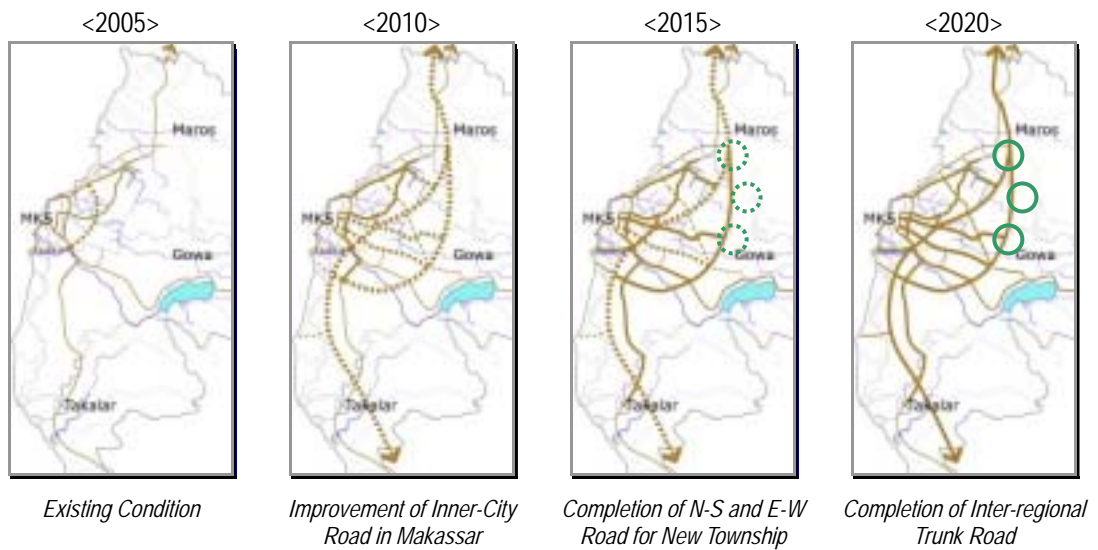 <2005>
<2010>
<2015>
<2020>
Maros
MKS
Gowa
Takalar
Maros
MKS
Gowa
Takalar
Maros
MKS
Gowa
Takalar
Maros
MKS
Gowa
Takalar
Existing Condition
Improvement of Inner-City
Road in Makassar
Completion of N-S and E-W
Road for New Township
Completion of Inter-regional
Trunk Road